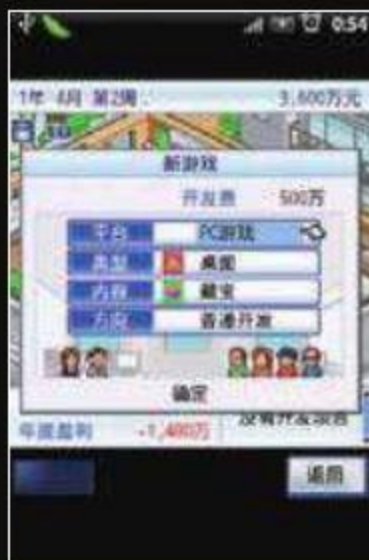 0:54
1年 4月 第2周 3,600万元
新游戏
开发费 500万
平台 PC游戏
类型 桌面
内容 藏宝
方向 普通开发
确定
没有开发项目
年度盈利 -1,400万
返回